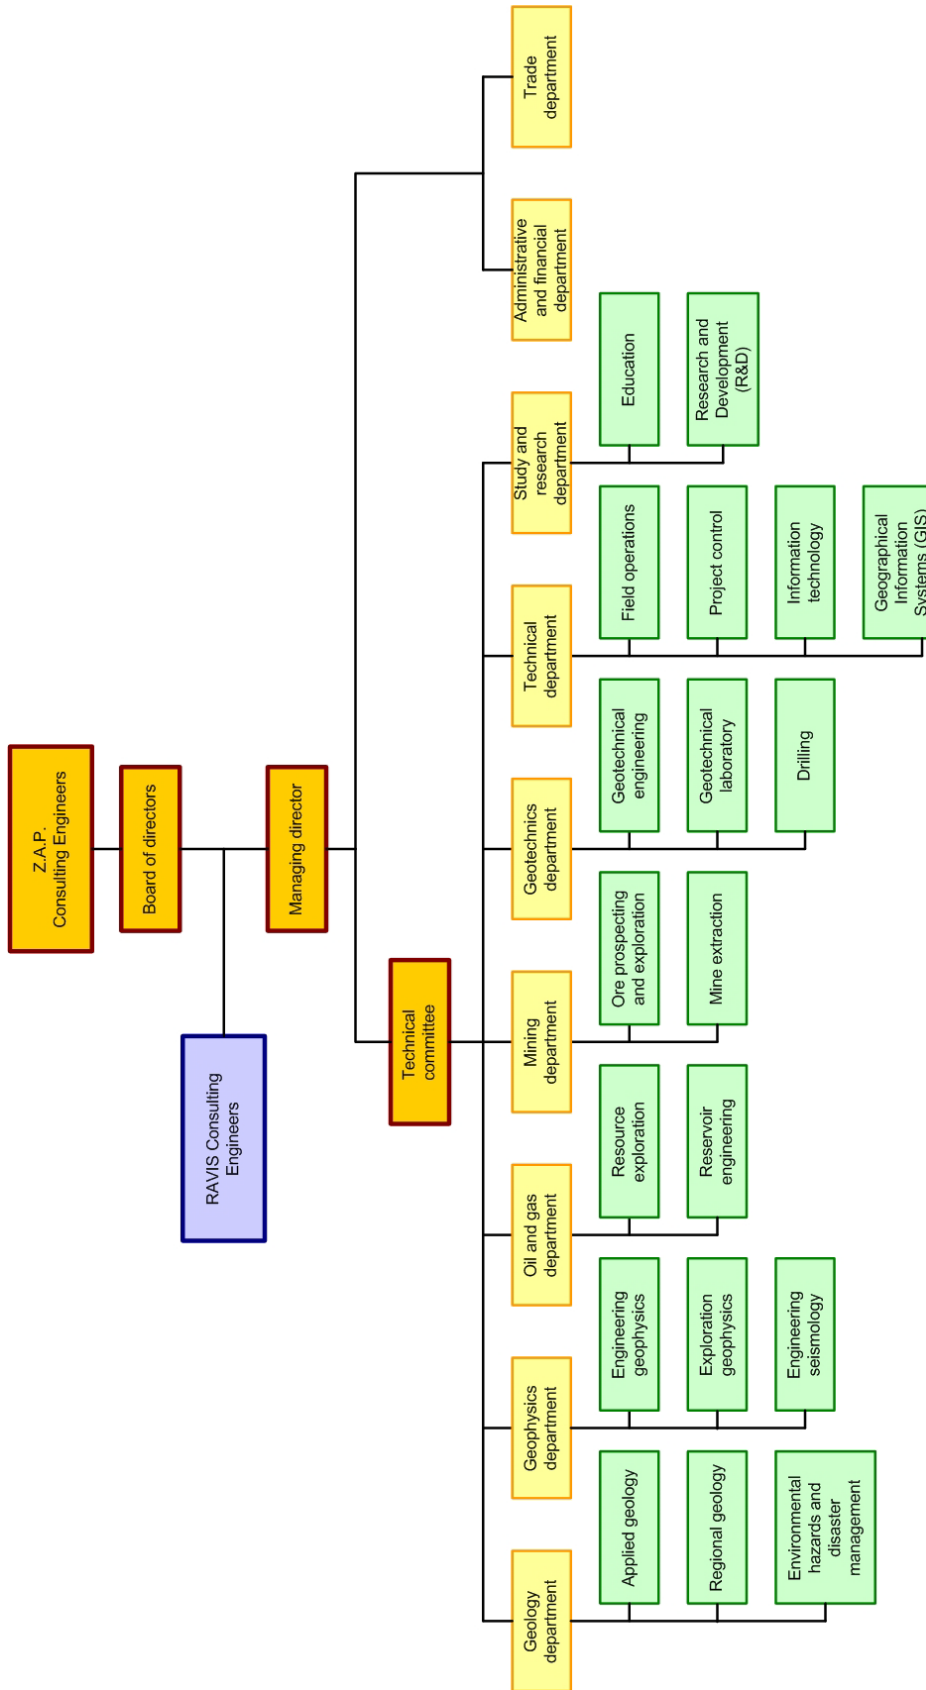 Z.A.P.
Consulting Engineers
Board of directors
RAVIS Consulting
Engineers
Managing director
Technical
committee
Geology
department
Geophysics
department
Oil and gas
department
Mining
department
Geotechnics
department
Technical
department
Study and
research
department
Administrative
and financial
department
Trade
department
Applied geology
Regional geology
Environmental
hazards and
disaster
management
Engineering
geophysics
Exploration
geophysics
Engineering
seismology
Resource
exploration
Reservoir
engineering
Ore prospecting
and exploration
Mine extraction
Geotechnical
engineering
Geotechnical
laboratory
Drilling
Field operations
Project control
Information
technology
Geographical
Information
Systems (GIS)
Education
Research and
Development
(R&D)